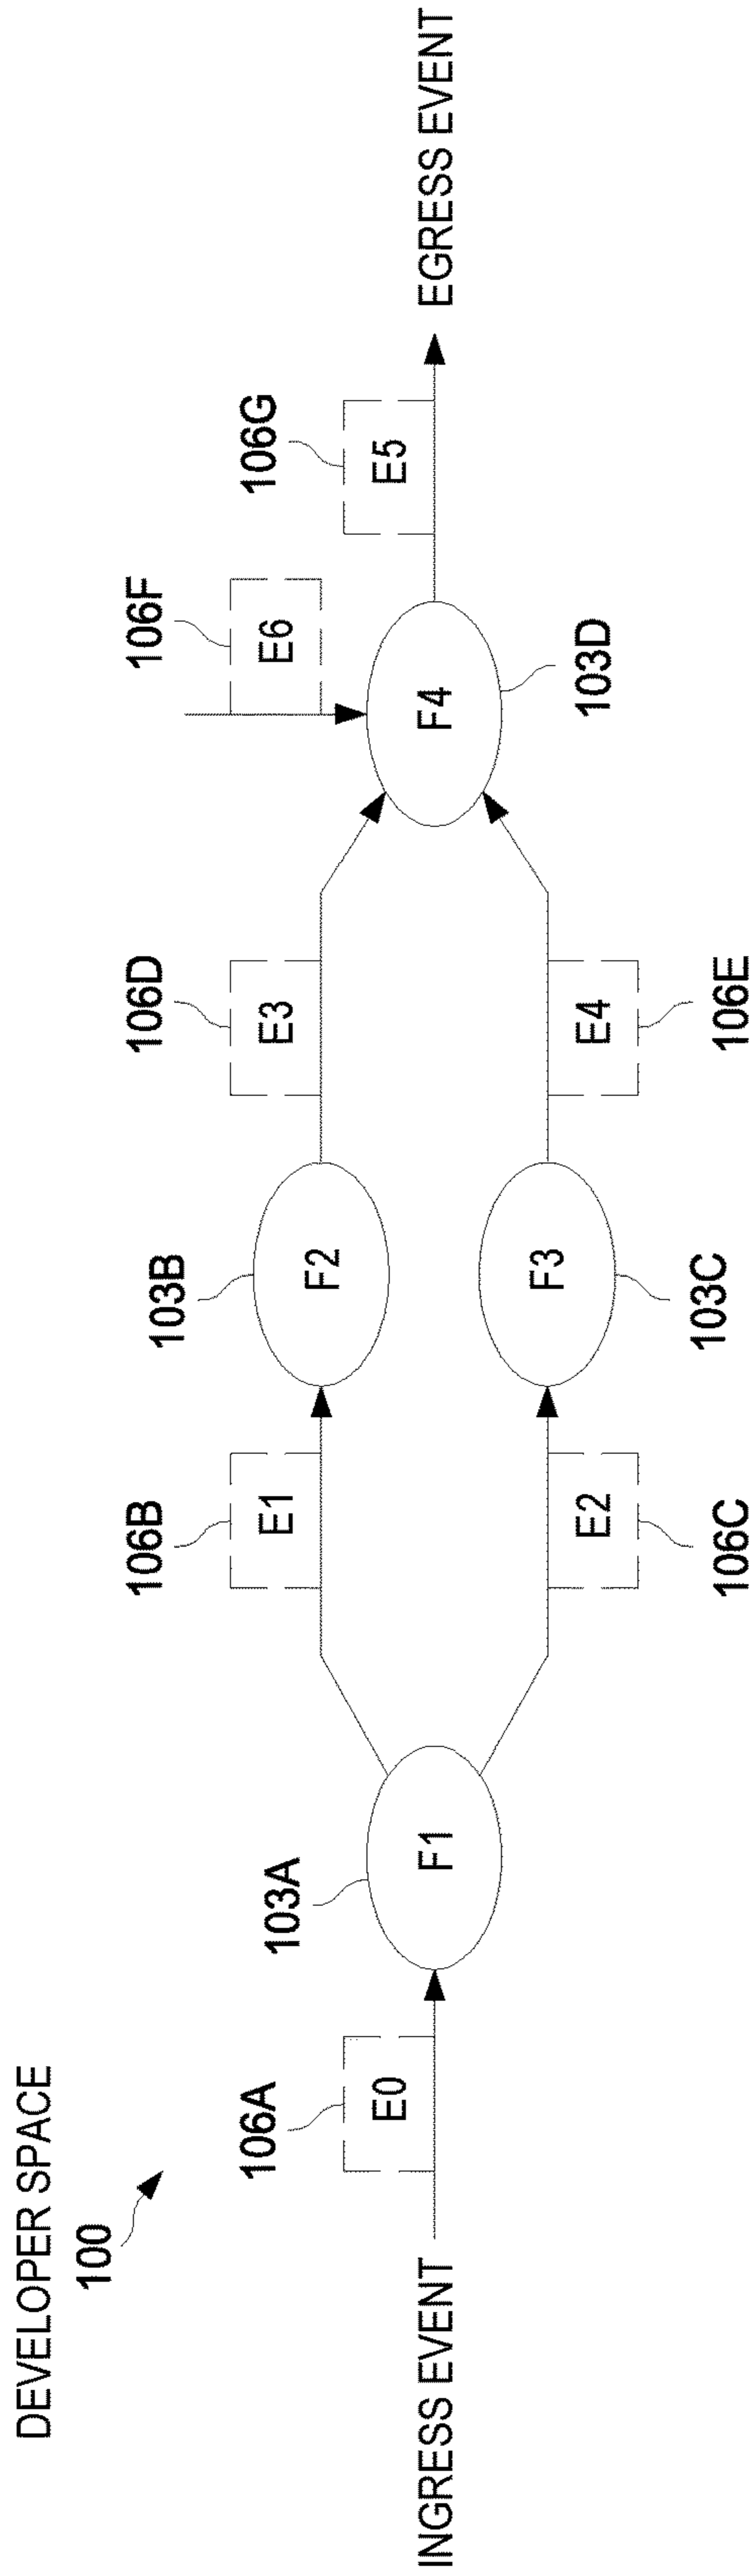 DEVELOPER SPACE
100
INGRESS EVENT
106A
E0
103A
F1
106B
E1
106C
E2
103B
F2
103C
F3
106D
E3
106E
E4
106F
E6
103D
F4
106G
E5
EGRESS EVENT